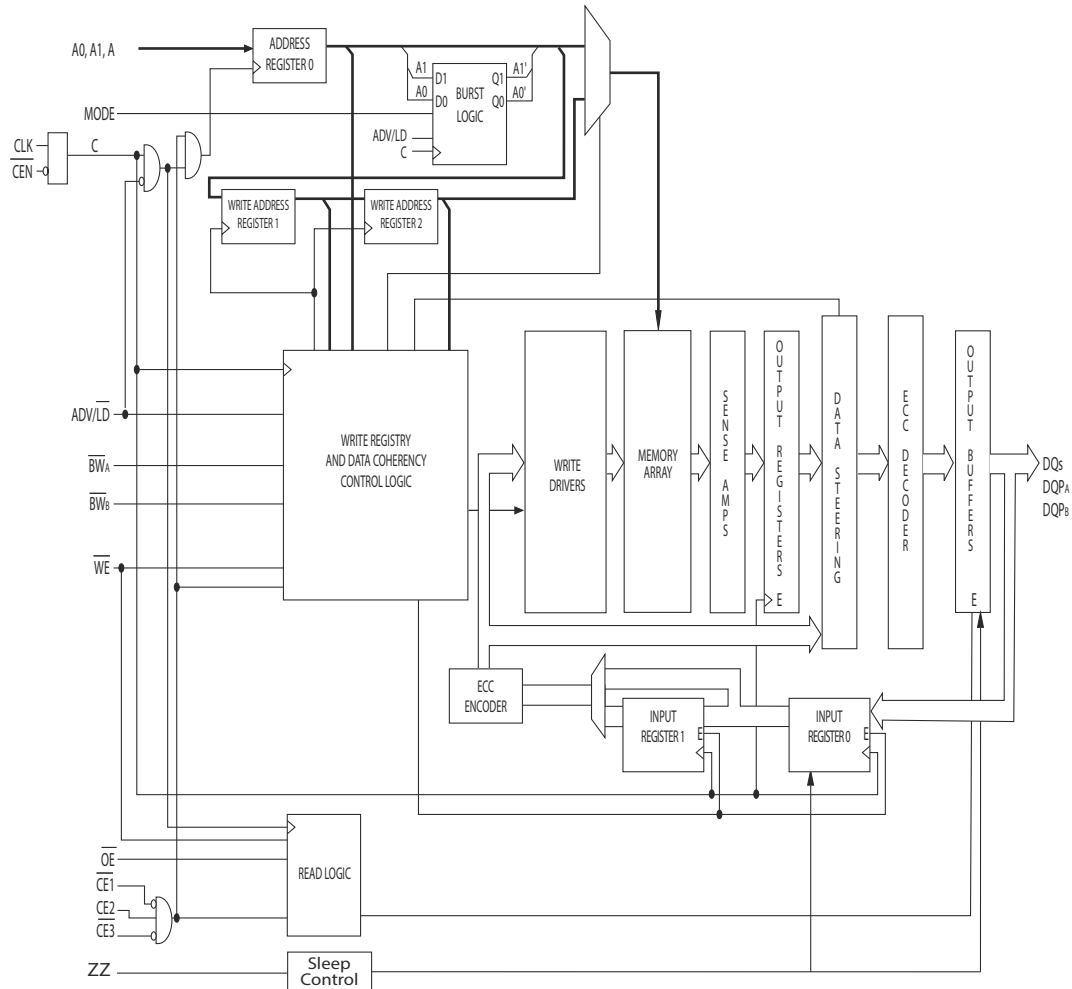 A0, A1, A
ADDRESS
REGISTER 0
A1
D1
Q1
A1'
A0
D0
Q0
A0'
BURST
LOGIC
MODE
ADV/LD
C
CLK
C
CEN
WRITE ADDRESS
REGISTER 1
WRITE ADDRESS
REGISTER 2
ADV/LD
BWA
BWB
WE
WRITE REGISTRY
AND DATA COHERENCY
CONTROL LOGIC
WRITE
DRIVERS
MEMORY
ARRAY
SENSE AMPS
OUTPUT REGISTERS
E
DATA STEERING
ECC DECODER
OUTPUT BUFFERS
E
DQs
DQPA
DQPB
ECC
ENCODER
INPUT
REGISTER 1
E
INPUT
REGISTER 0
E
OE
READ LOGIC
CE1
CE2
CE3
ZZ
Sleep
Control